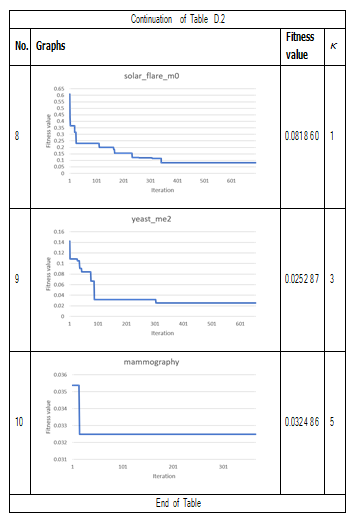 Continuation of Table D.2
No. Graphs Fitness value κ
8
solar_flare_m0
Fitness value
0.65
0.6
0.55
0.5
0.45
0.4
0.35
0.3
0.25
0.2
0.15
0.1
0.05
0
1 101 201 301 401 501 601
Iteration
0.081860 1
9
yeast_me2
Fitness value
0.16
0.14
0.12
0.1
0.08
0.06
0.04
0.02
0
1 101 201 301 401 501 601
Iteration
0.025287 3
10
mammography
Fitness value
0.036
0.035
0.034
0.033
0.032
0.031
1 101 201 301
Iteration
0.032486 5
End of Table